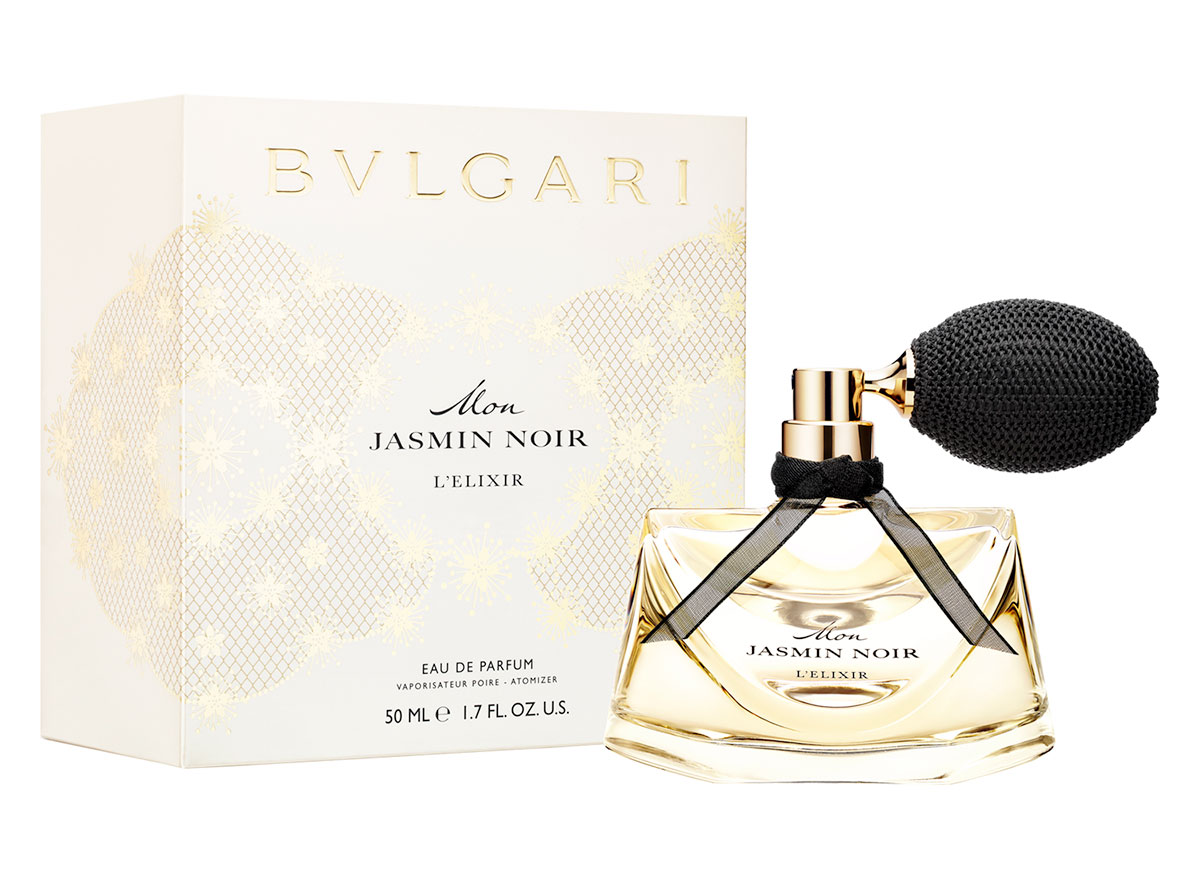 BVLGARI
Mon
JASMIN NOIR
L'ELIXIR
EAU DE PARFUM
VAPORISATEUR POIRE - ATOMIZER
50 ML ℮ 1.7 FL. OZ. U.S.
Mon
JASMIN NOIR
L'ELIXIR